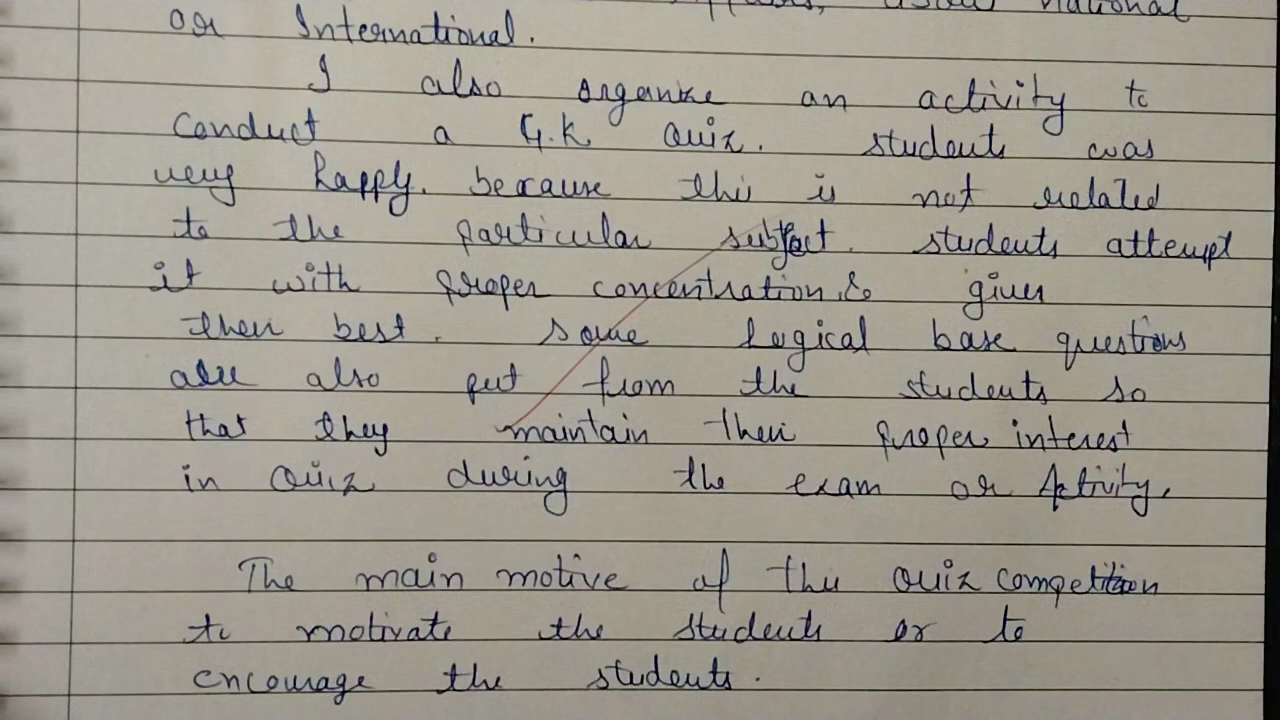 National
or International.
I also organize an activity to
conduct a G.K Quiz. students was
very happy. because this is not related
to the particular subject. students attempt
it with proper concentration & given
their best. some logical base questions
are also put from the students so
that they maintain their proper interest
in Quiz during the exam or Activity.
The main motive of the Quiz competition
to motivate the students or to
encourage the students.